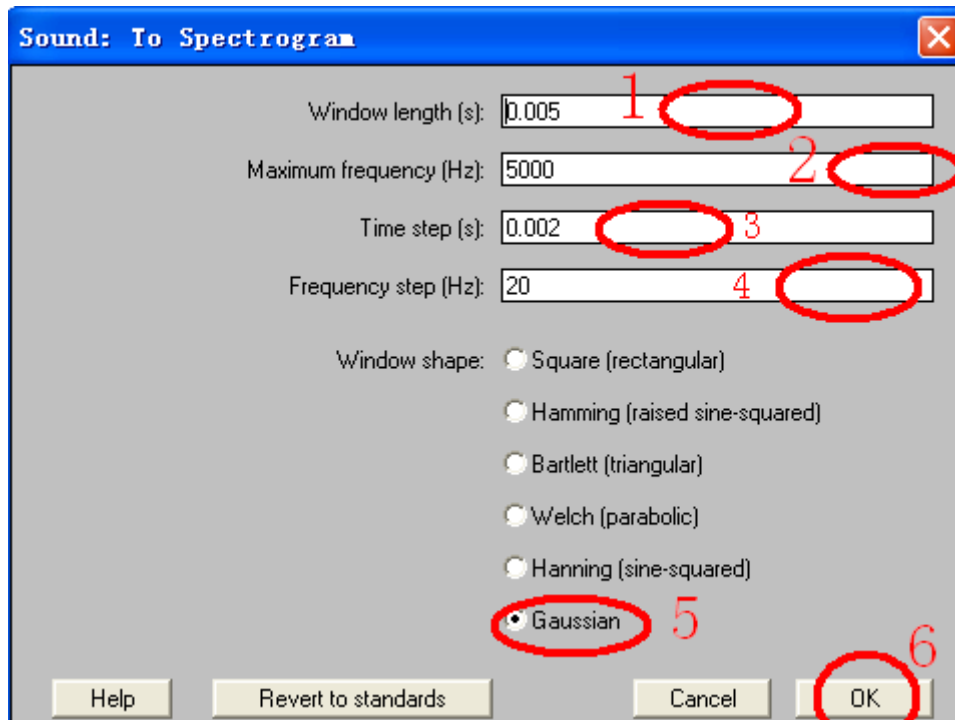 Sound: To Spectrogram
Window length (s): 0.005 1
Maximum frequency (Hz): 5000 2
Time step (s): 0.002 3
Frequency step (Hz): 20 4
Window shape: Square (rectangular)
Hamming (raised sine-squared)
Bartlett (triangular)
Welch (parabolic)
Hanning (sine-squared)
Gaussian 5
6
Help Revert to standards Cancel OK